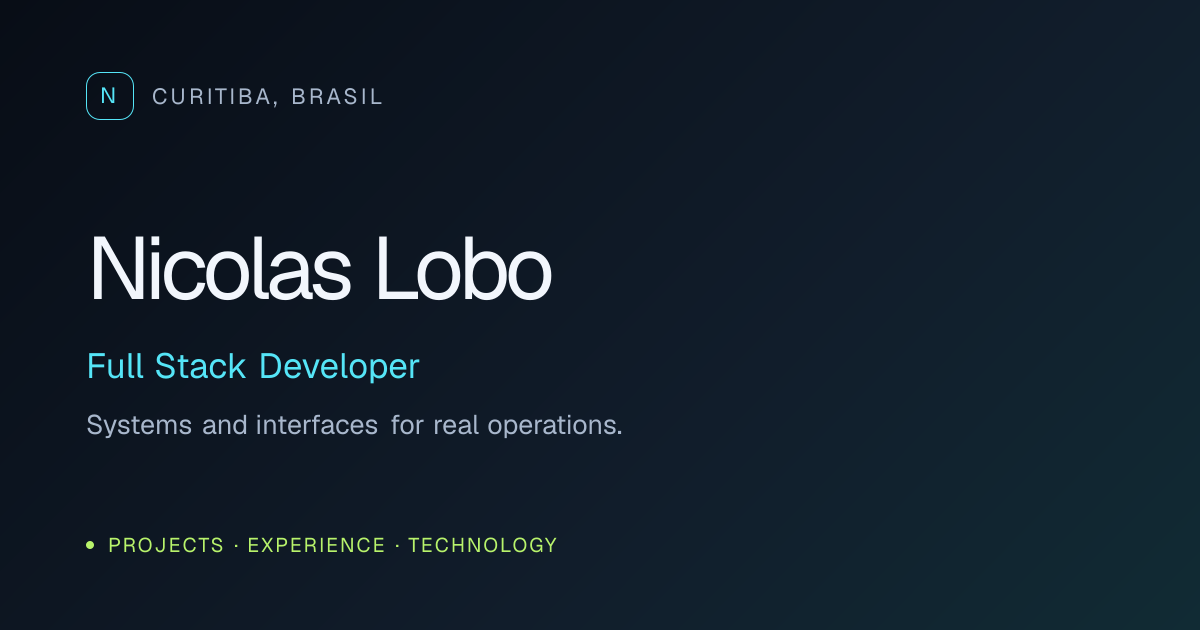 N CURITIBA, BRASIL
Nicolas Lobo
Full Stack Developer
Systems and interfaces for real operations.
• PROJECTS · EXPERIENCE · TECHNOLOGY